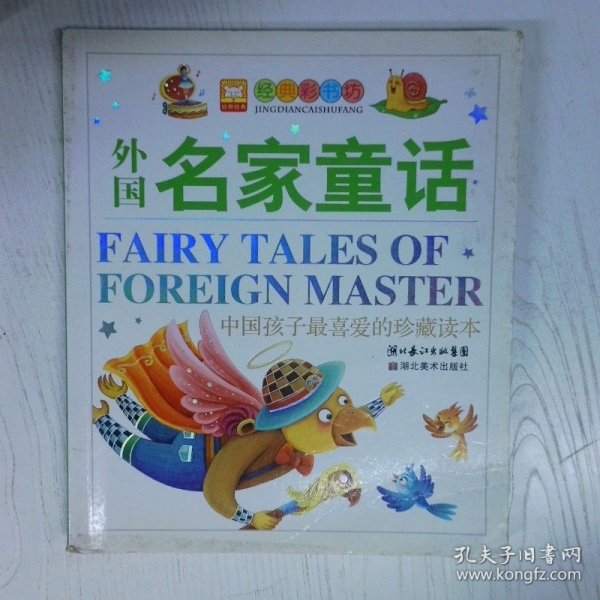 经典彩书坊
JINGDIANCAISHUFANG
外国
名家童话
FAIRY TALES OF
FOREIGN MASTER
中国孩子最喜爱的珍藏读本
湖北长江出版集团
湖北美术出版社
孔夫子旧书网
www.kongfz.com